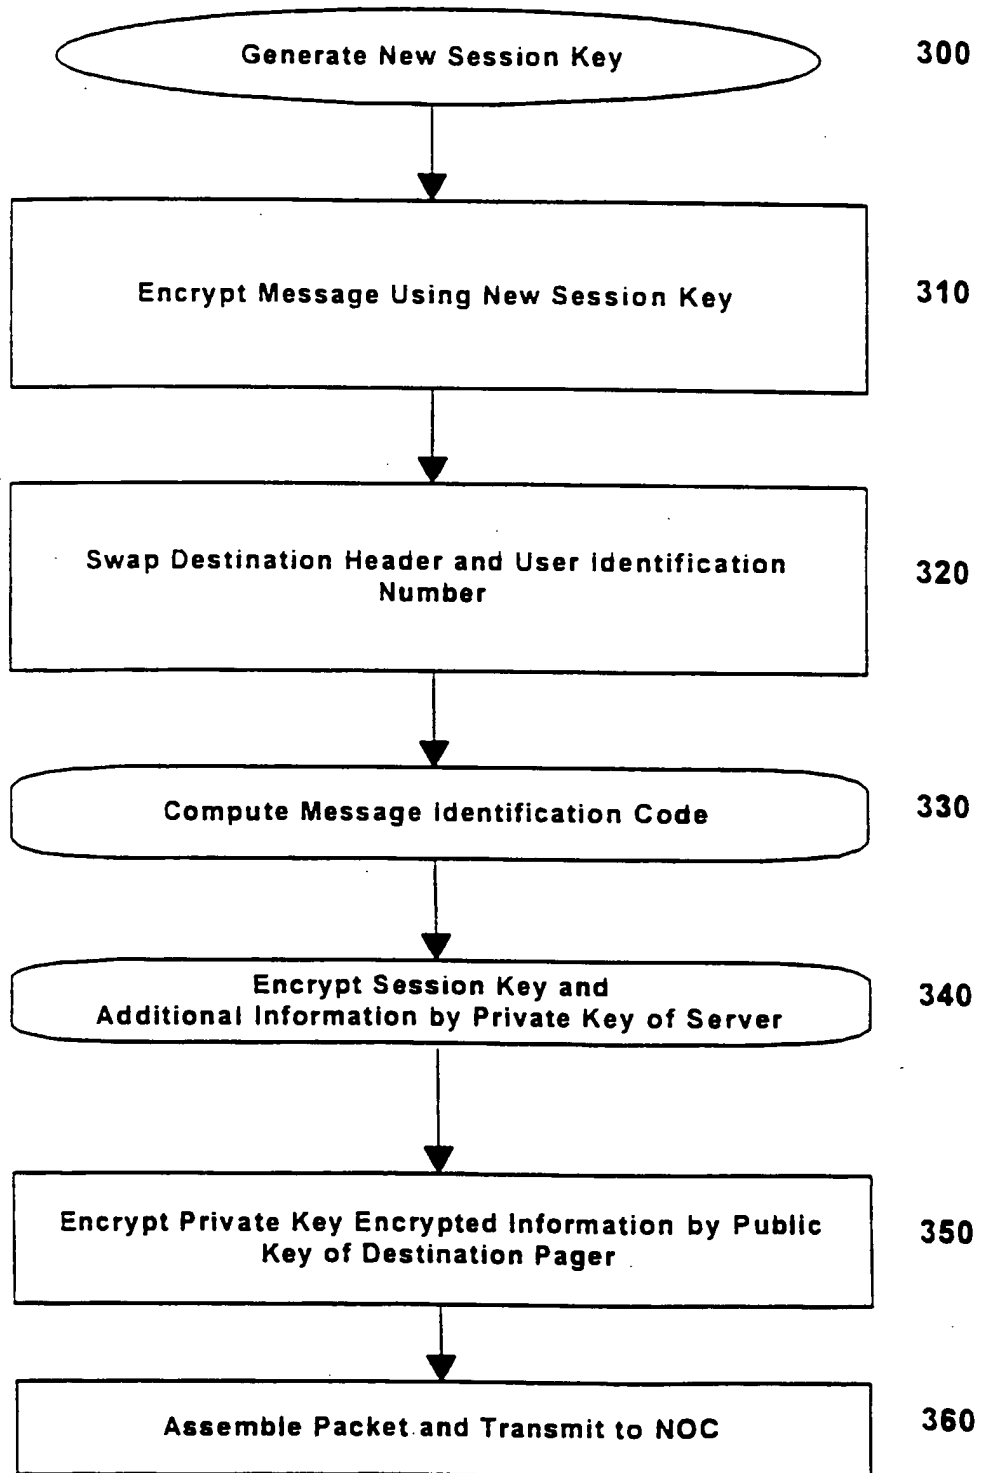 Generate New Session Key
300
Encrypt Message Using New Session Key
310
Swap Destination Header and User Identification
Number
320
Compute Message Identification Code
330
Encrypt Session Key and
Additional Information by Private Key of Server
340
Encrypt Private Key Encrypted Information by Public
Key of Destination Pager
350
Assemble Packet and Transmit to NOC
360